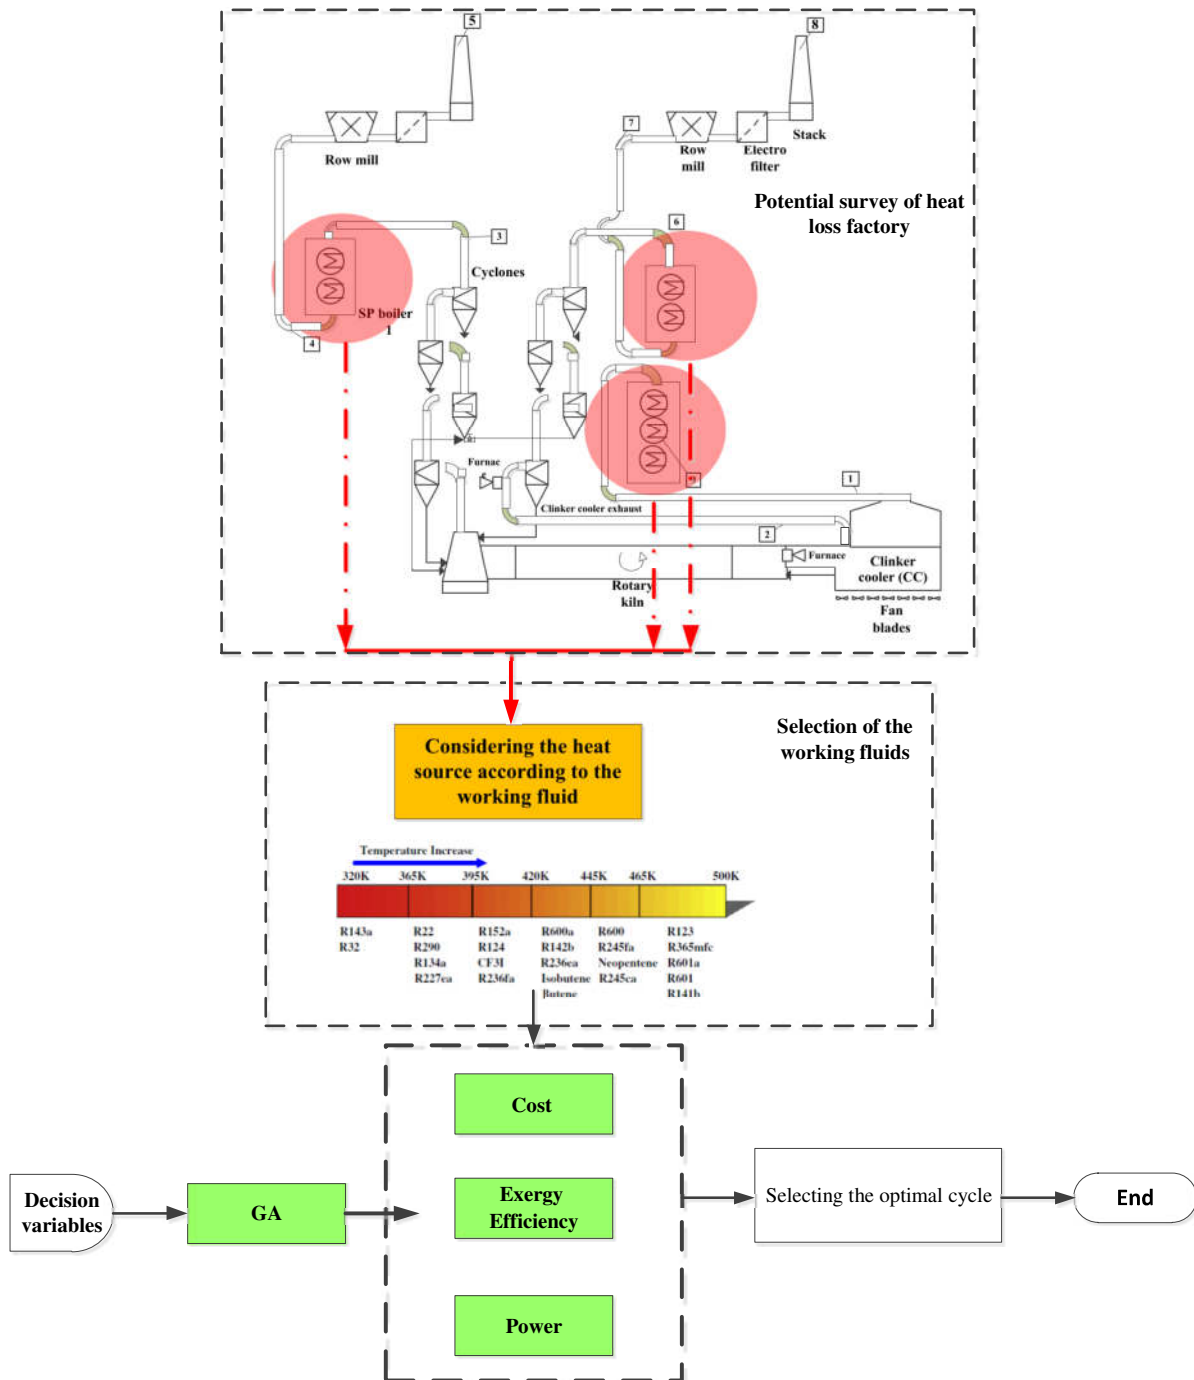 5
8
7
Row mill
Row
mill
Electro
filter
Stack
Potential survey of heat
loss factory
3
6
Cyclones
SP boiler
1
4
Furnac
1
Clinker cooler exhaust
2
Furnace
Clinker
cooler (CC)
Rotary
kiln
Fan
blades
Selection of the
working fluids
Considering the heat
source according to the
working fluid
Temperature Increase
320K 365K 395K 420K 445K 465K 500K
R143a R22 R152a R600a R600 R123
R32 R290 R124 R142b R245fa R365mfc
R134a CF3I R236ea Neopentene R601a
R227ea R236fa Isobutene R245ca R601
Butene R141b
Cost
Decision
variables
GA
Exergy
Efficiency
Selecting the optimal cycle
End
Power